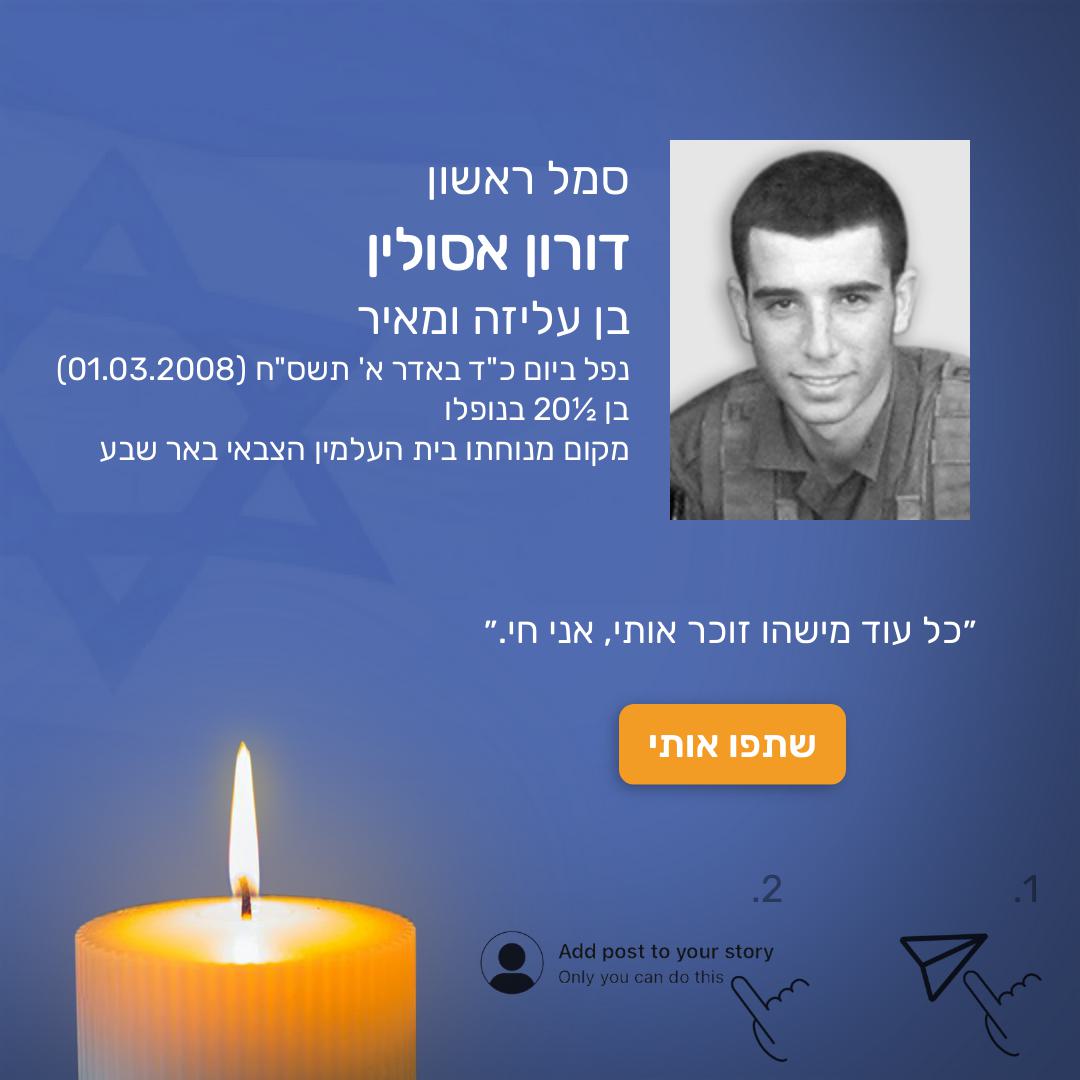 סמל ראשון
דורון אסולין
בן עליזה ומאיר
נפל ביום כ"ד באדר א' תשס"ח (01.03.2008)
בן 20½ בנופלו
מקום מנוחתו בית העלמין הצבאי באר שבע
״כל עוד מישהו זוכר אותי, אני חי.״
שתפו אותי
1.
2.
Add post to your story
Only you can do this